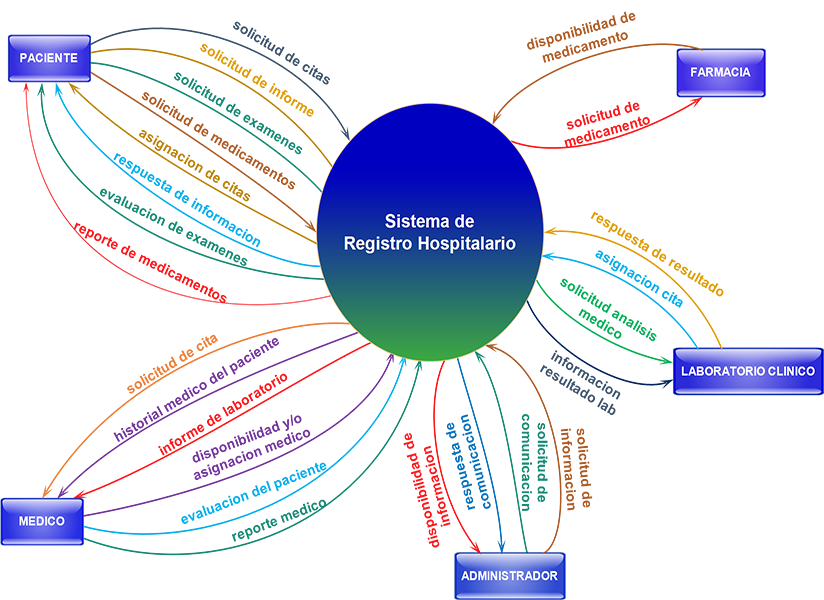 PACIENTE
solicitud de citas
solicitud de informe
solicitud de examenes
solicitud de medicamentos
asignacion de citas
respuesta de informacion
evaluacion de examenes
reporte de medicamentos
disponibilidad de
medicamento
FARMACIA
solicitud de
medicamento
Sistema de
Registro Hospitalario
respuesta de resultado
asignacion cita
solicitud analisis
medico
informacion
resultado lab
LABORATORIO CLINICO
solicitud de cita
historial medico del paciente
informe de laboratorio
disponibilidad y/o
asignacion medico
evaluacion del paciente
reporte medico
MEDICO
disponibilidad de
informacion
respuesta de
comunicacion
solicitud de
comunicacion
solicitud de
informacion
ADMINISTRADOR